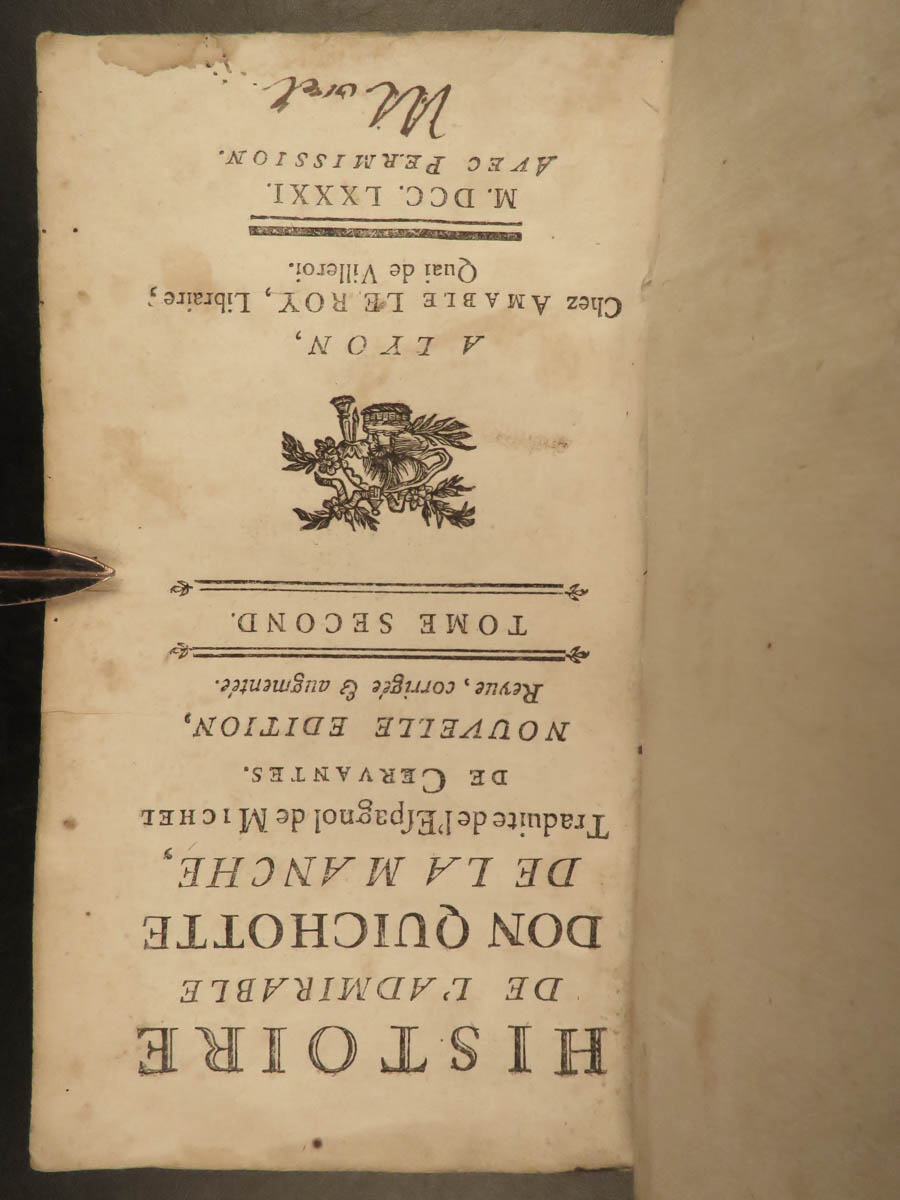 HISTOIRE
DE L'ADMIRABLE
DON QUICHOTTE
DE LA MANCHE,
Traduite de l'Eſpagnol de MICHEL
DE CERVANTES.
NOUVELLE EDITION,
Revue, corrigée & augmentée.
TOME SECOND.
A LYON,
Chez AMABLE LE ROY, Libraire,
Quai de Villeroi.
M. DCC. LXXXI.
AVEC PERMISSION.